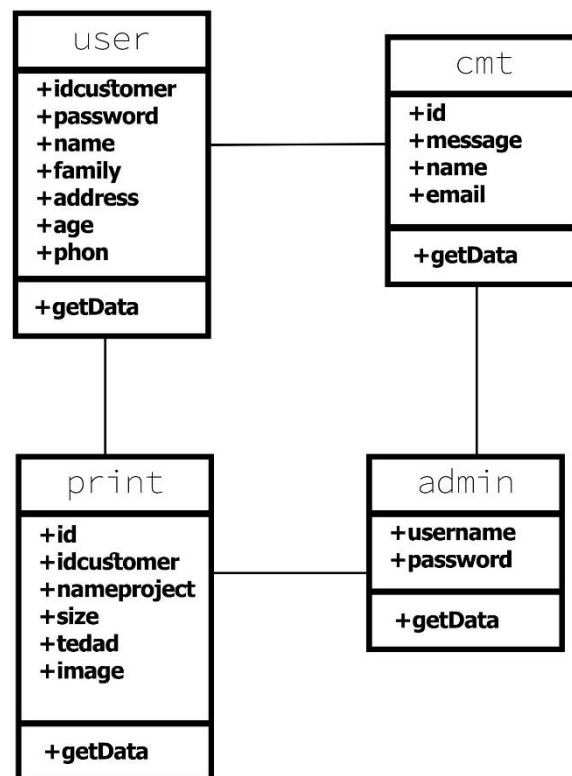 user
+idcustomer
+password
+name
+family
+address
+age
+phon
+getData
cmt
+id
+message
+name
+email
+getData
print
+id
+idcustomer
+nameproject
+size
+tedad
+image
+getData
admin
+username
+password
+getData